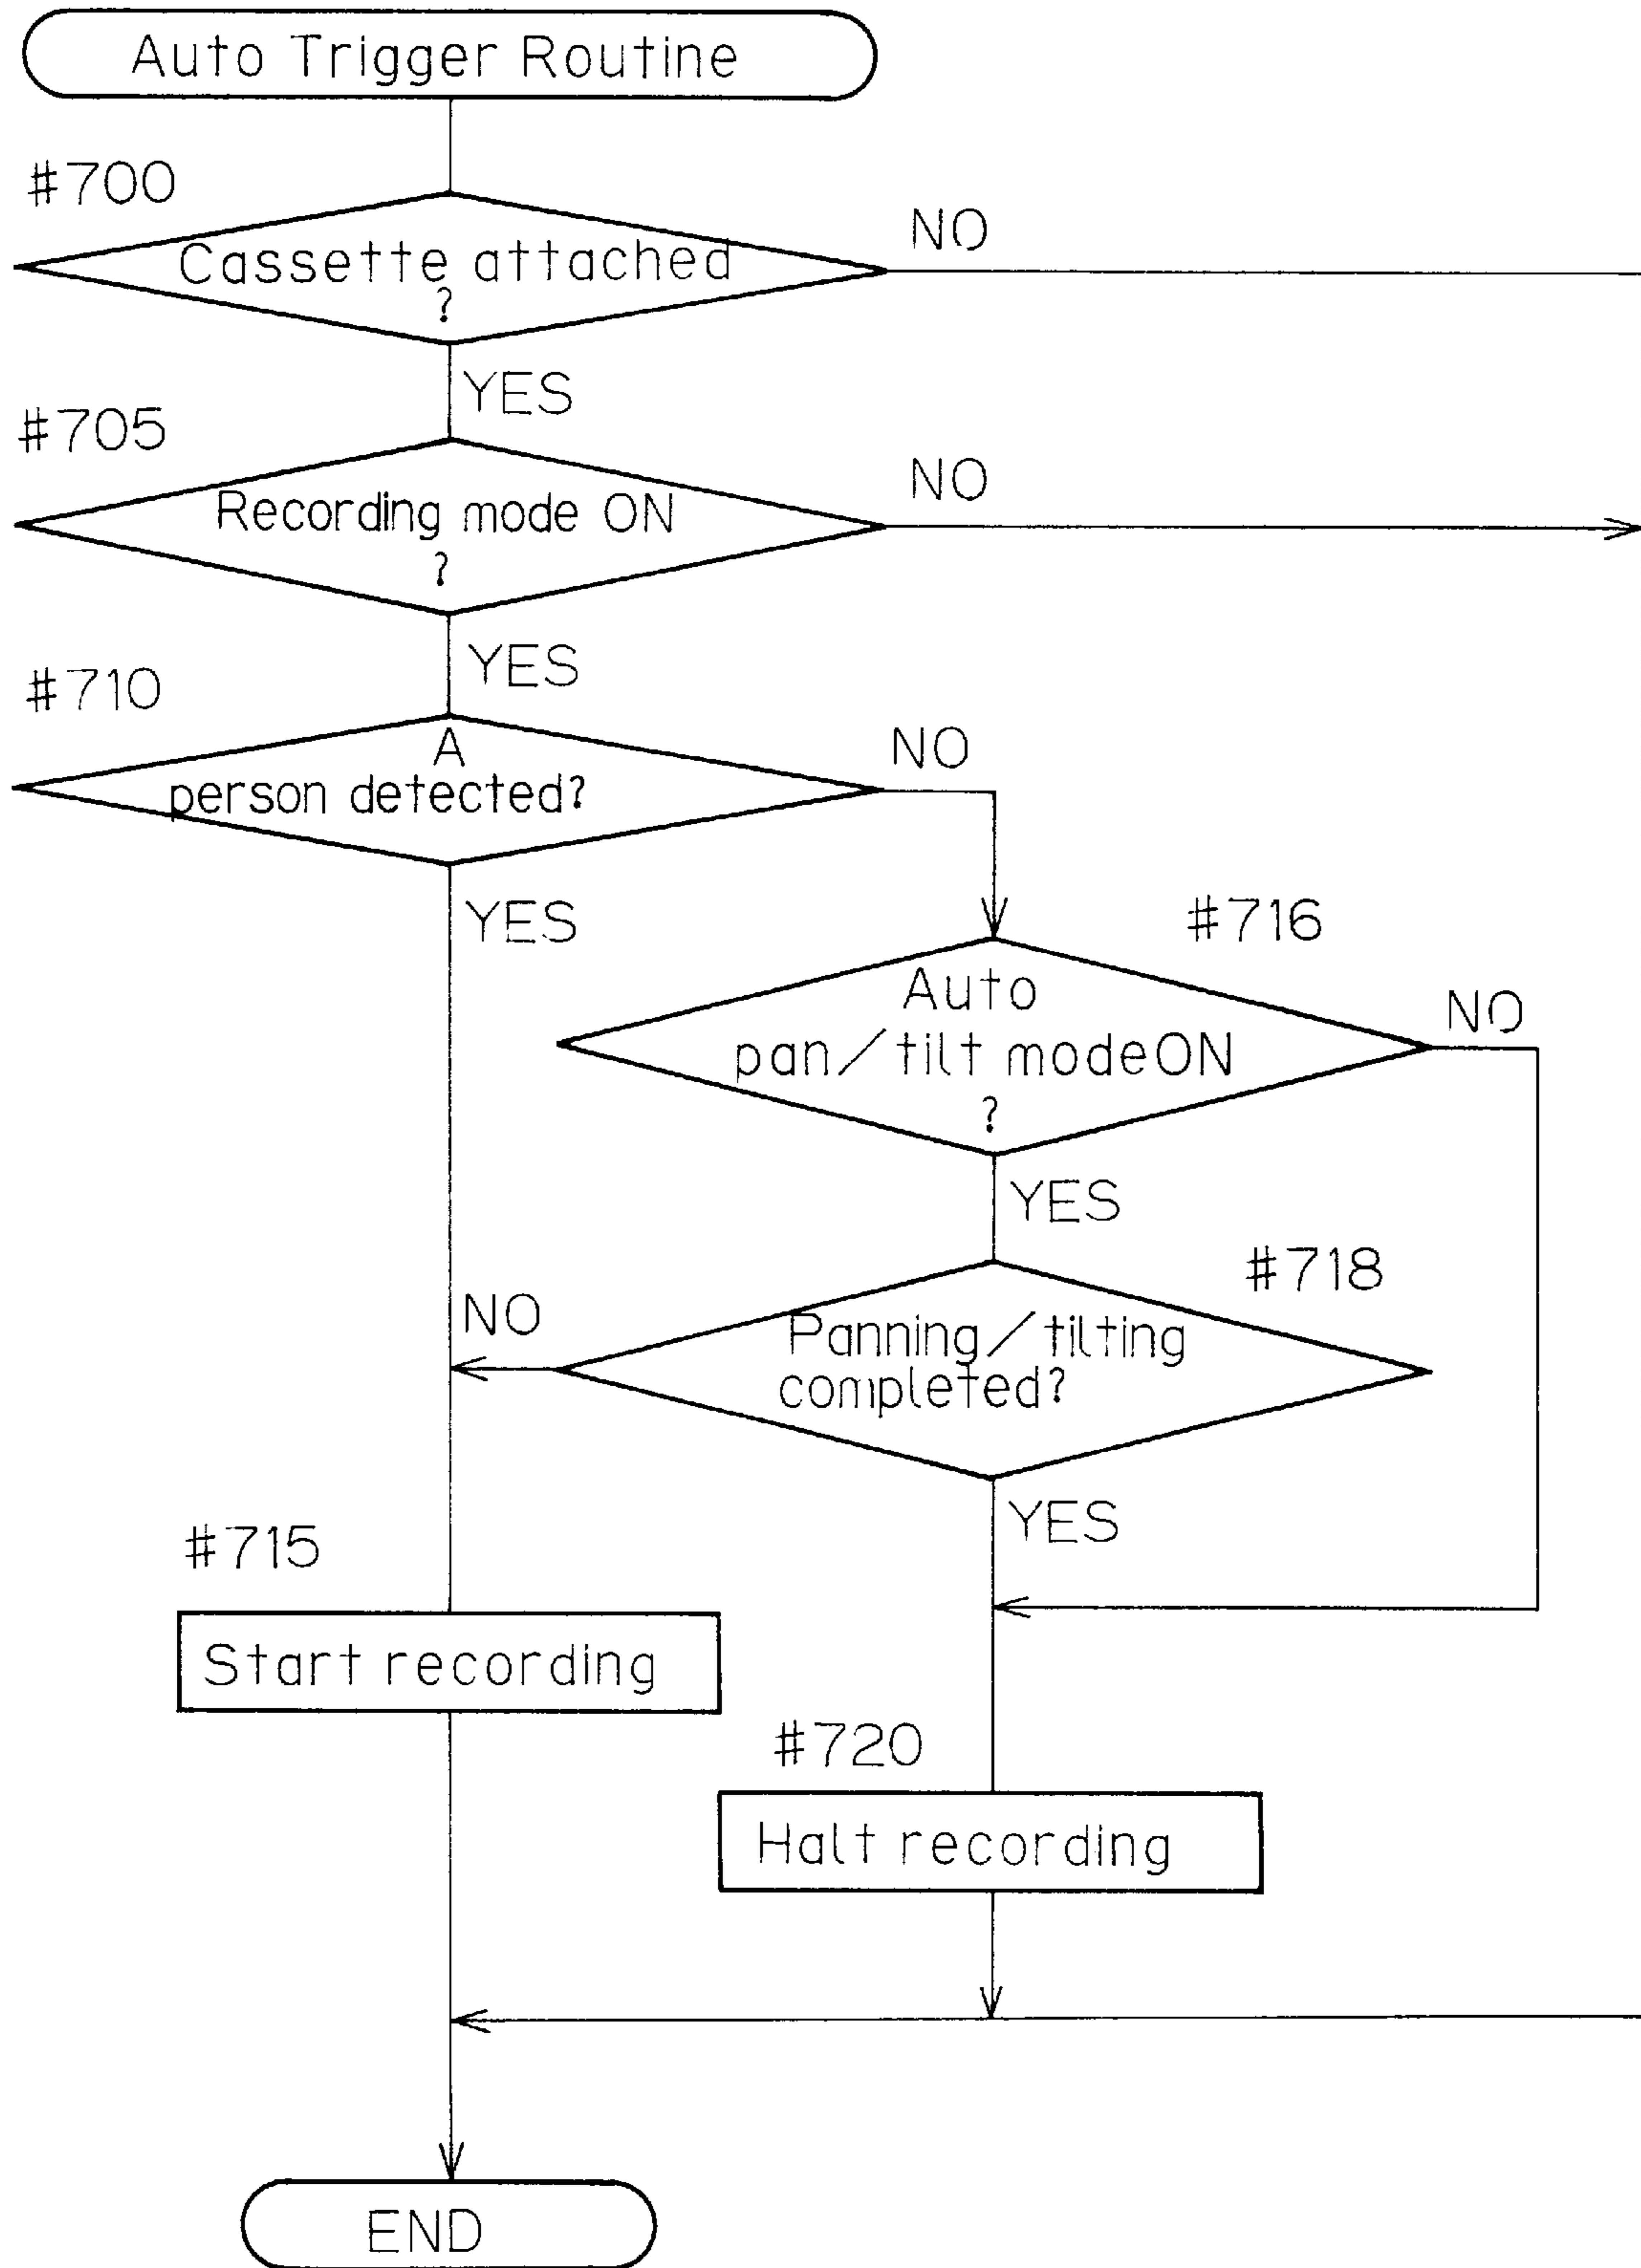 Auto Trigger Routine
#700
Cassette attached
?
NO
YES
#705
Recording mode ON
?
NO
YES
#710
A
person detected?
NO
YES
#716
Auto
pan/tilt modeON
?
NO
YES
#718
Panning/tilting
completed?
NO
YES
#715
Start recording
#720
Halt recording
END